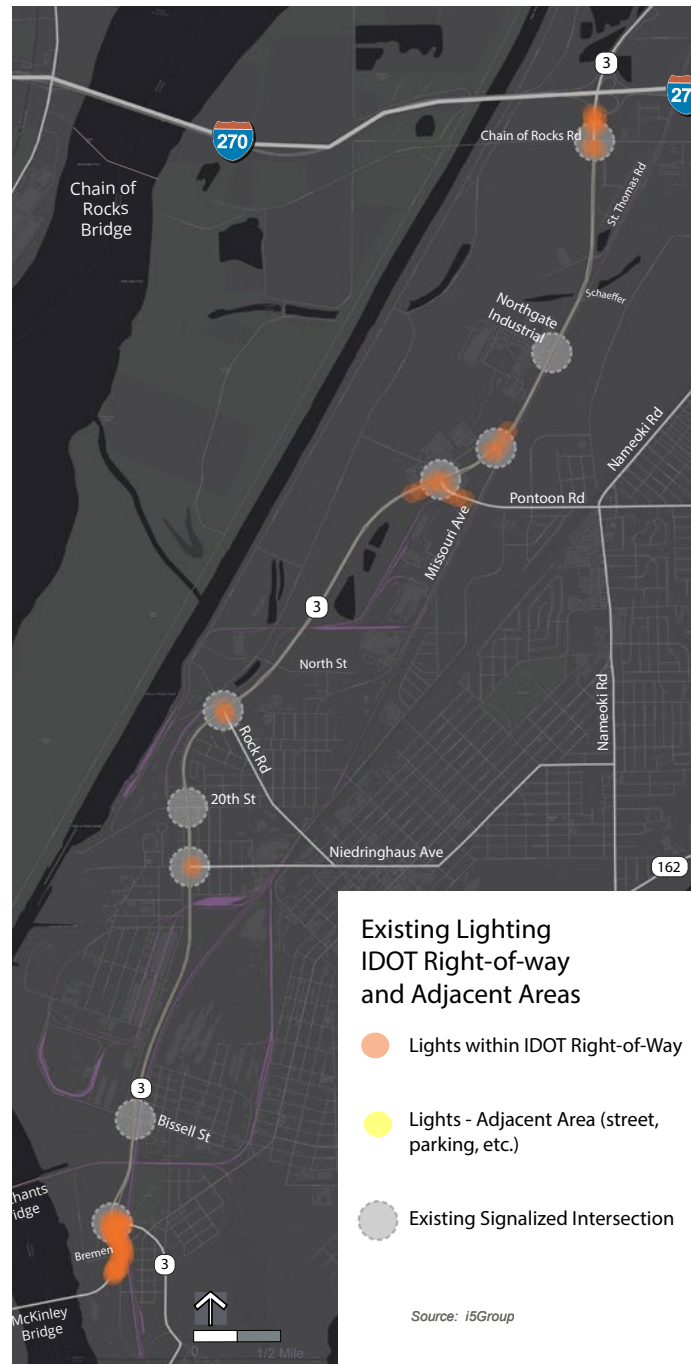 3
270
27
Chain of Rocks Rd
Chain of
Rocks
Bridge
St. Thomas Rd
Schaeffer
Northgate
Industrial
Nameoki Rd
Pontoon Rd
Missouri Ave
3
North St
Nameoki Rd
Rock Rd
20th St
Niedringhaus Ave
162
Existing Lighting
IDOT Right-of-way
and Adjacent Areas
Lights within IDOT Right-of-Way
Lights - Adjacent Area (street,
parking, etc.)
Existing Signalized Intersection
Source: i5Group
3
Bissell St
hants
idge
Bremen
3
McKinley
Bridge
0
1/2 Mile